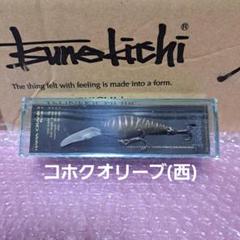 Tsunekichi
The thing felt with feeling is made into a form.
コホクオリーブ(西)